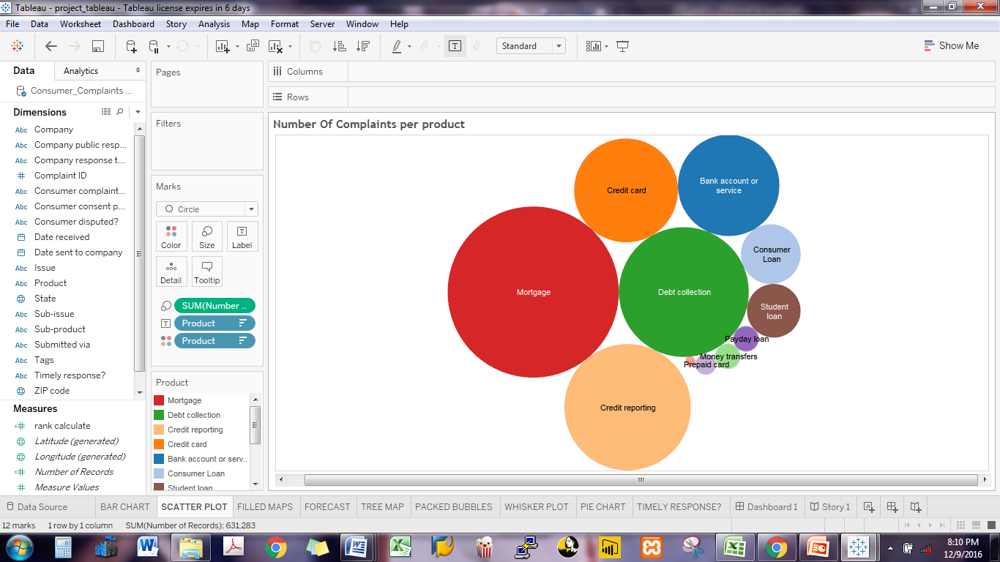 Tableau - project_tableau - Tableau license expires in 6 days
File Data Worksheet Dashboard Story Analysis Map Format Server Window Help
Standard
Show Me
Data Analytics
Consumer_Complaints ...
Dimensions
Abc Company
Abc Company public resp...
Abc Company response t...
# Complaint ID
Abc Consumer complaint...
Abc Consumer consent p...
Abc Consumer disputed?
Date received
Date sent to company
Abc Issue
Abc Product
State
Abc Sub-issue
Abc Sub-product
Abc Submitted via
Abc Tags
Abc Timely response?
ZIP code
Measures
=# rank calculate
Latitude (generated)
Longitude (generated)
=# Number of Records
# Measure Values
Pages
Filters
Marks
Circle
Color Size Label
Detail Tooltip
SUM(Number ..
Product
Product
Product
Mortgage
Debt collection
Credit reporting
Credit card
Bank account or serv..
Consumer Loan
Student loan
Columns
Rows
Number Of Complaints per product
Credit card
Bank account or
service
Consumer
Loan
Mortgage
Debt collection
Student
loan
Payday loan
Money transfers
Prepaid card
Credit reporting
Data Source BAR CHART SCATTER PLOT FILLED MAPS FORECAST TREE MAP PACKED BUBBLES WHISKER PLOT PIE CHART TIMELY RESPONSE? Dashboard 1 Story 1
12 marks 1 row by 1 column SUM(Number of Records): 631,283
8:10 PM
12/9/2016